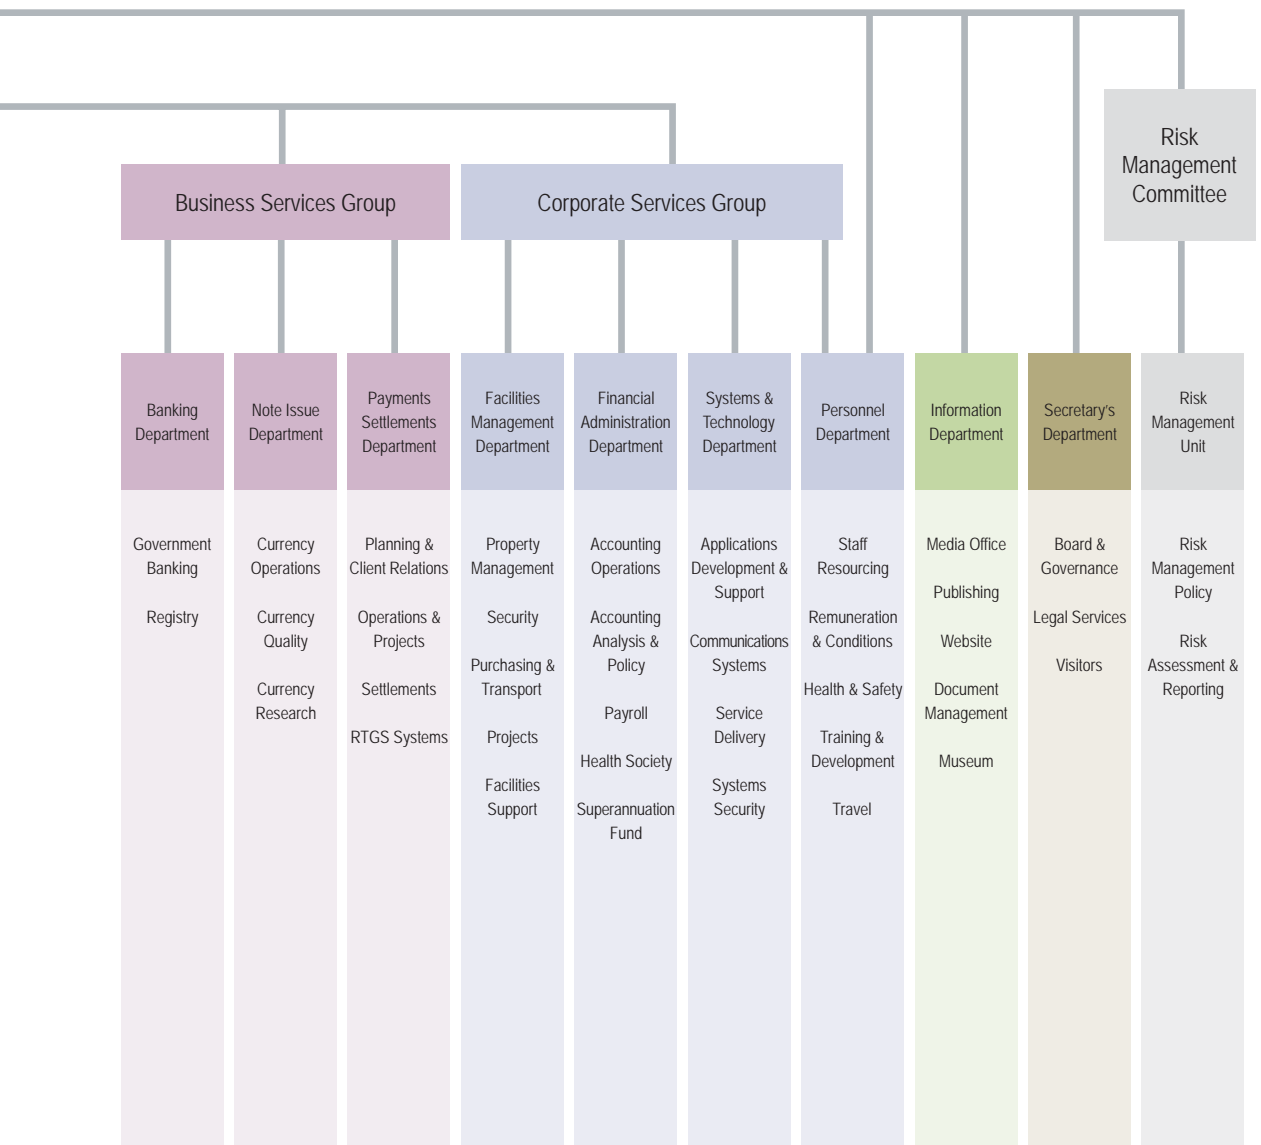 Risk
Management
Committee
Business Services Group
Corporate Services Group
Banking
Department
Note Issue
Department
Payments
Settlements
Department
Facilities
Management
Department
Financial
Administration
Department
Systems &
Technology
Department
Personnel
Department
Information
Department
Secretary's
Department
Risk
Management
Unit
Government
Banking
Registry
Currency
Operations
Currency
Quality
Currency
Research
Planning &
Client Relations
Operations &
Projects
Settlements
RTGS Systems
Property
Management
Security
Purchasing &
Transport
Projects
Facilities
Support
Accounting
Operations
Accounting
Analysis &
Policy
Payroll
Health Society
Superannuation
Fund
Applications
Development &
Support
Communications
Systems
Service
Delivery
Systems
Security
Staff
Resourcing
Remuneration
& Conditions
Health & Safety
Training &
Development
Travel
Media Office
Publishing
Website
Document
Management
Museum
Board &
Governance
Legal Services
Visitors
Risk
Management
Policy
Risk
Assessment &
Reporting